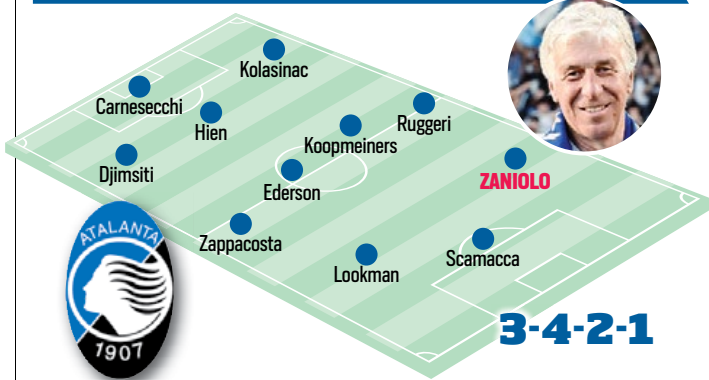 Kolasinac
Carnesecchi
Hien
Ruggeri
Koopmeiners
Djimsiti
Ederson
ZANIOLO
Zappacosta
Lookman
Scamacca
ATALANTA
1907
3-4-2-1